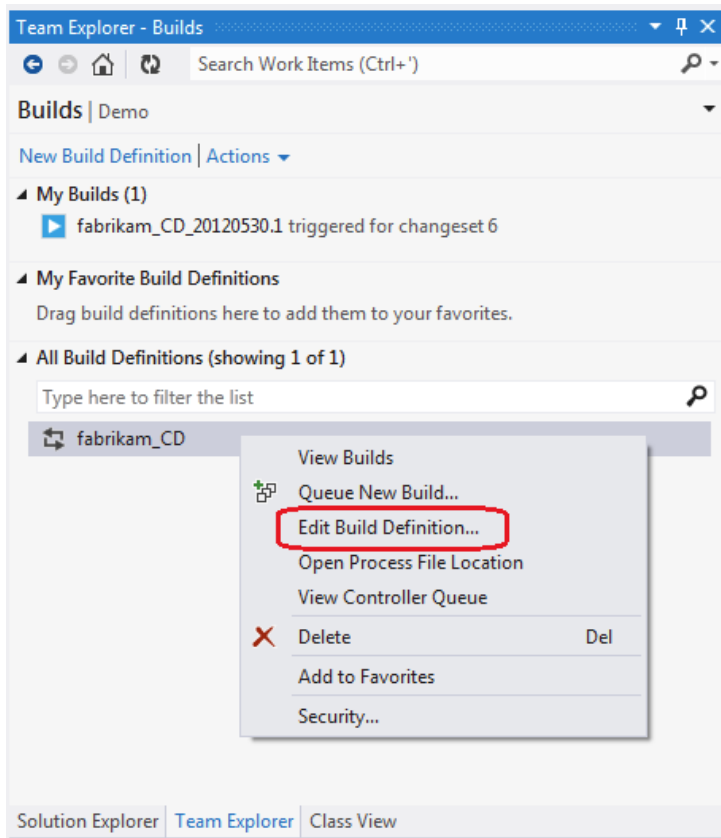 Team Explorer - Builds
Search Work Items (Ctrl+')
Builds | Demo
New Build Definition | Actions
My Builds (1)
fabrikam_CD_20120530.1 triggered for changeset 6
My Favorite Build Definitions
Drag build definitions here to add them to your favorites.
All Build Definitions (showing 1 of 1)
Type here to filter the list
fabrikam_CD
View Builds
Queue New Build...
Edit Build Definition...
Open Process File Location
View Controller Queue
Delete Del
Add to Favorites
Security...
Solution Explorer Team Explorer Class View